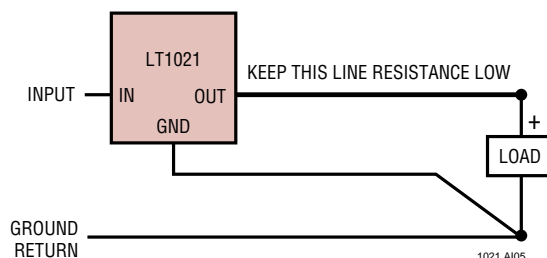 LT1021
KEEP THIS LINE RESISTANCE LOW
INPUT
IN
OUT
GND
+
LOAD
GROUND
RETURN
1021 AI05